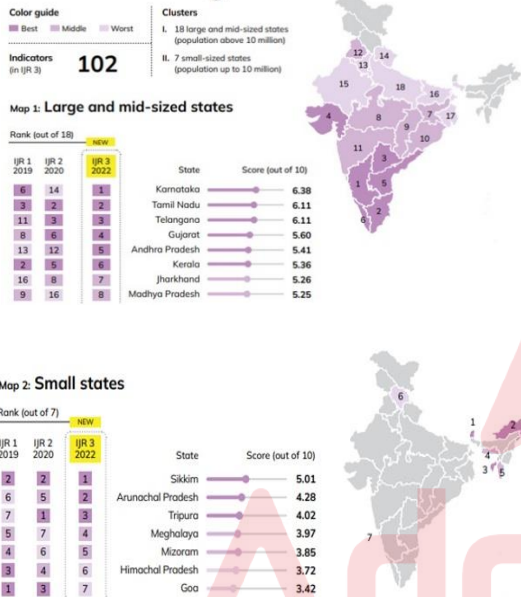 Color guide
Best Middle Worst
Indicators
(in IJR 3)
102
Clusters
I. 18 large and mid-sized states
(population above 10 million)
II. 7 small-sized states
(population up to 10 million)
Map 1: Large and mid-sized states
Rank (out of 18)
NEW
IJR 1 IJR 2 IJR 3
2019 2020 2022
State Score (out of 10)
6 14 1 Karnataka 6.38
3 2 2 Tamil Nadu 6.11
11 3 3 Telangana 6.11
8 6 4 Gujarat 5.60
13 12 5 Andhra Pradesh 5.41
2 5 6 Kerala 5.36
16 8 7 Jharkhand 5.26
9 16 8 Madhya Pradesh 5.25
12
14
13
15
18
16
4
8
7
17
9
10
11
3
1
5
2
6
Map 2: Small states
Rank (out of 7)
NEW
IJR 1 IJR 2 IJR 3
2019 2020 2022
State Score (out of 10)
2 2 1 Sikkim 5.01
6 5 2 Arunachal Pradesh 4.28
7 1 3 Tripura 4.02
5 7 4 Meghalaya 3.97
4 6 5 Mizoram 3.85
3 4 6 Himachal Pradesh 3.72
1 3 7 Goa 3.42
6
1
2
4
3
5
7